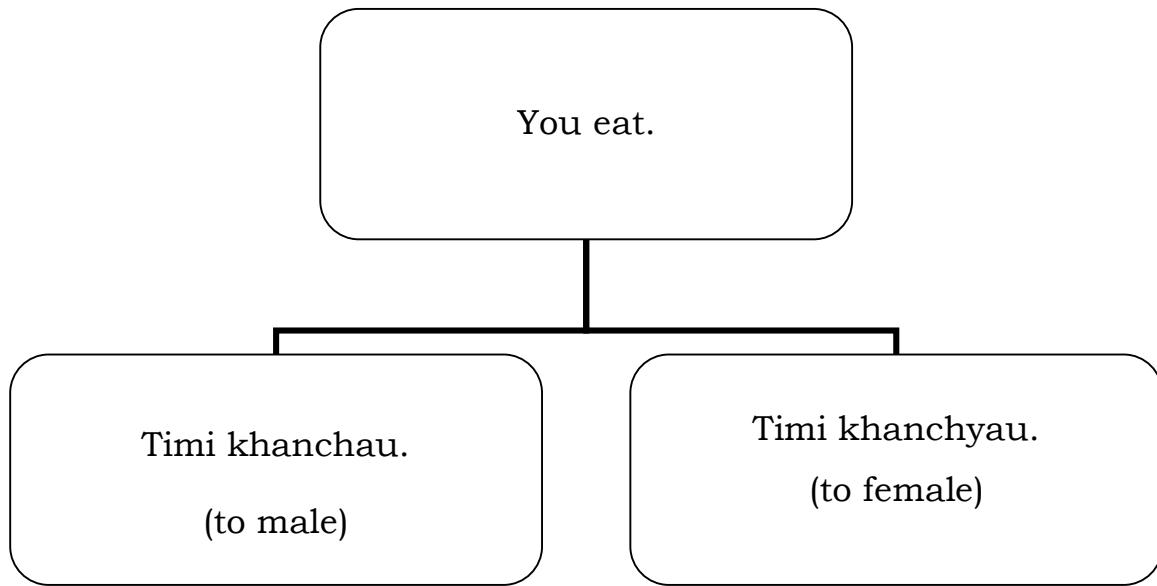 You eat.
Timi khanchau.
(to male)
Timi khanchyau.
(to female)